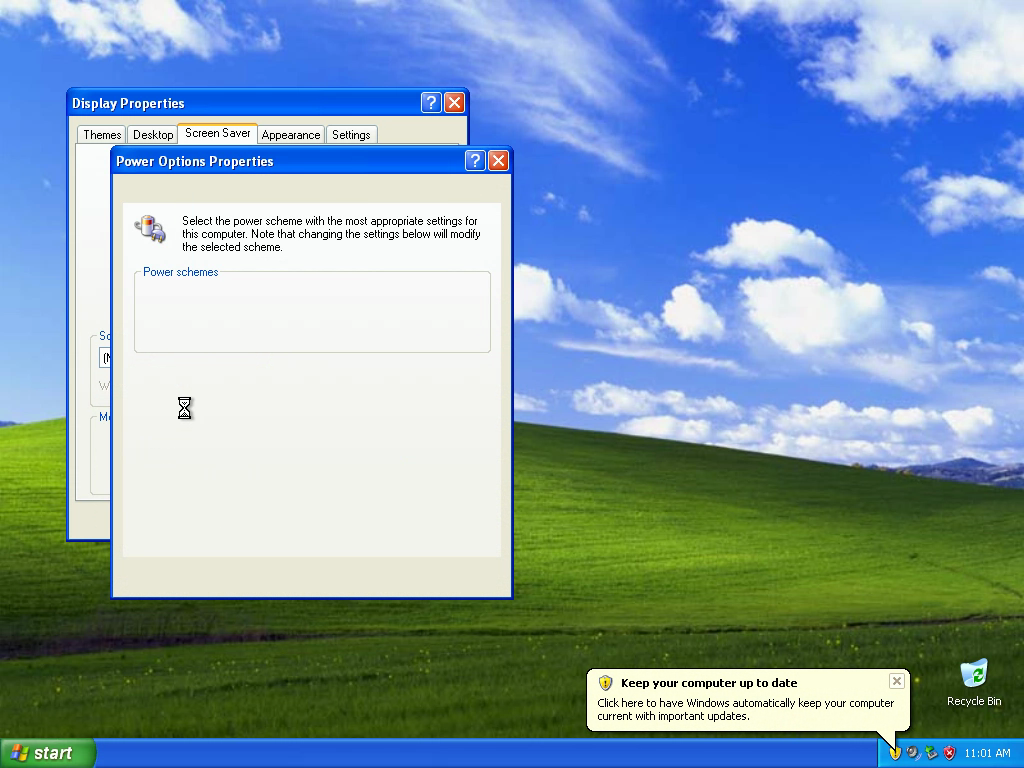 Display Properties
Themes Desktop Screen Saver Appearance Settings
Power Options Properties
Select the power scheme with the most appropriate settings for
this computer. Note that changing the settings below will modify
the selected scheme.
Power schemes
Keep your computer up to date
Click here to have Windows automatically keep your computer
current with important updates.
Recycle Bin
start
11:01 AM